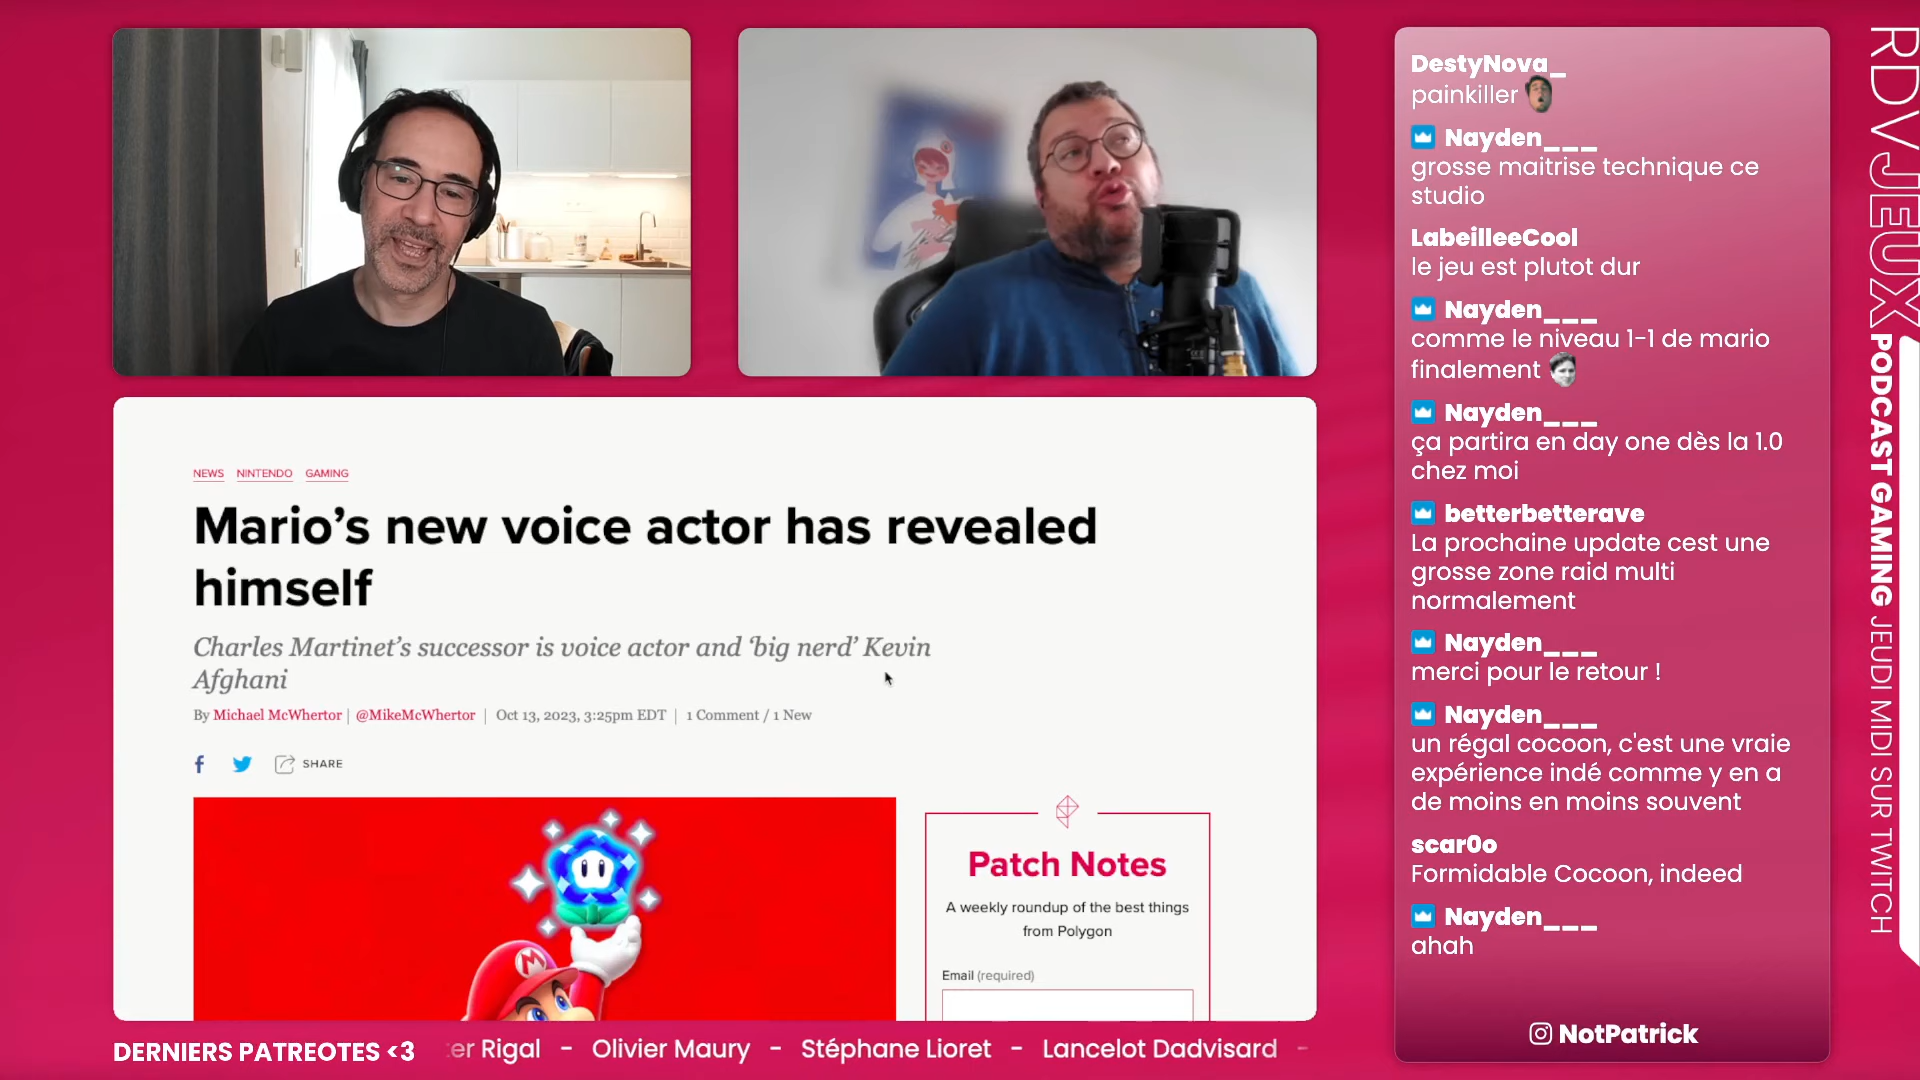 NEWS NINTENDO GAMING
Mario's new voice actor has revealed
himself
Charles Martinet's successor is voice actor and 'big nerd' Kevin
Afghani
By Michael McWhertor | @MikeMcWhertor | Oct 13, 2023, 3:25pm EDT | 1 Comment / 1 New
SHARE
M
Patch Notes
A weekly roundup of the best things
from Polygon
Email (required)
DERNIERS PATREOTES <3
er Rigal - Olivier Maury - Stéphane Lioret - Lancelot Dadvisard -
DestyNova_
painkiller
Nayden___
grosse maitrise technique ce
studio
LabeilleeCool
le jeu est plutot dur
Nayden___
comme le niveau 1-1 de mario
finalement
Nayden___
ça partira en day one dès la 1.0
chez moi
betterbetterave
La prochaine update cest une
grosse zone raid multi
normalement
Nayden___
merci pour le retour !
Nayden___
un régal cocoon, c'est une vraie
expérience indé comme y en a
de moins en moins souvent
scar0o
Formidable Cocoon, indeed
Nayden___
ahah
NotPatrick
RDV JEUX PODCAST GAMING JEUDI MIDI SUR TWITCH